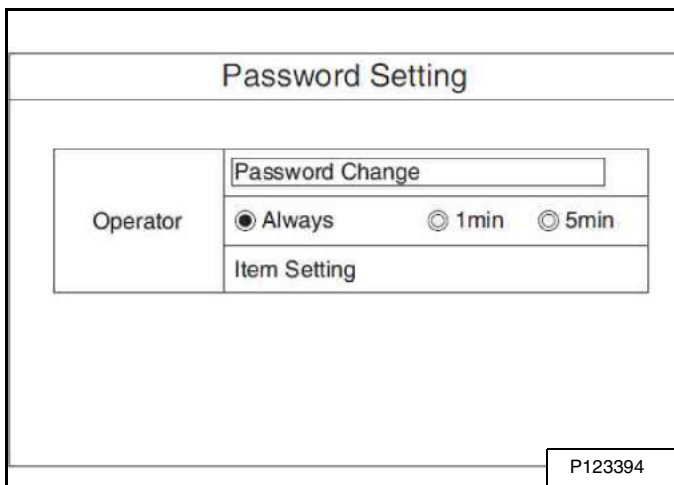 Password Setting
Password Change
Operator
Always 1min 5min
Item Setting
P123394